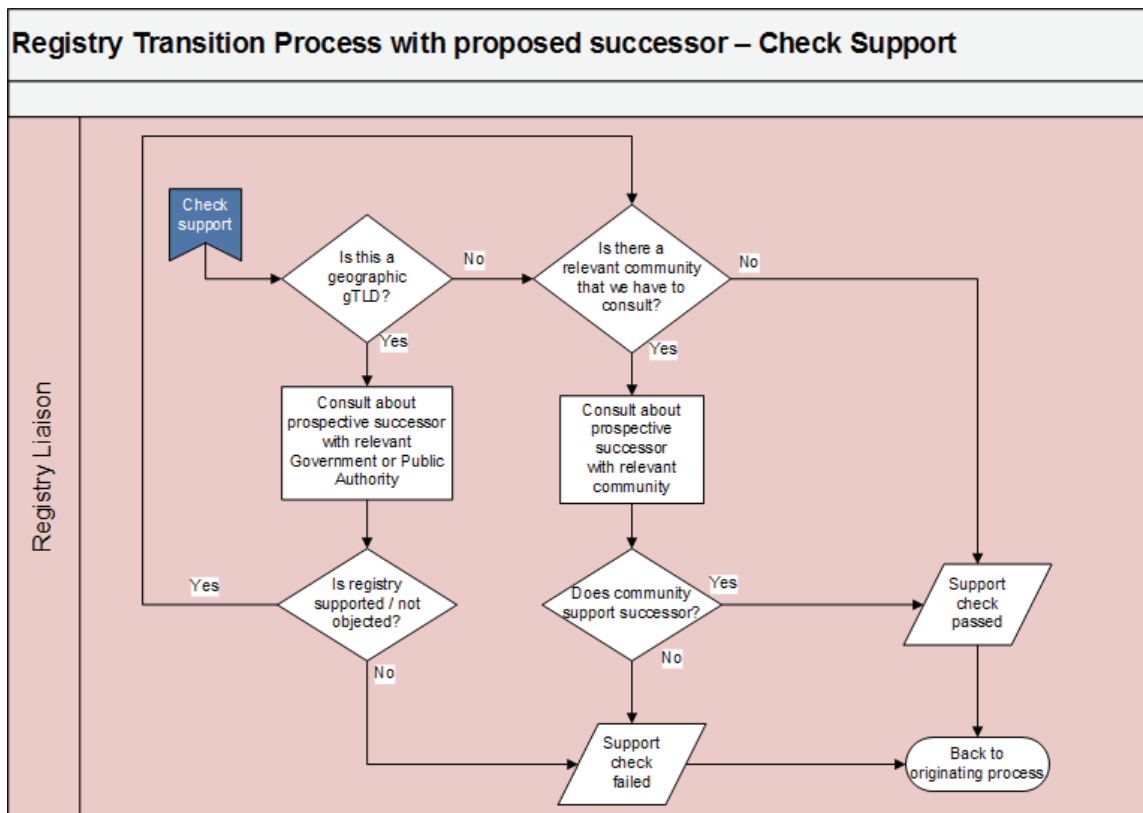 Registry Transition Process with proposed successor – Check Support
Registry Liaison
Check
support
Is this a
geographic
gTLD?
No
Is there a
relevant community
that we have to
consult?
No
Yes
Yes
Consult about
prospective successor
with relevant
Government or Public
Authority
Consult about
prospective
successor
with relevant
community
Yes
Is registry
supported / not
objected?
Does community
support successor?
Yes
Support
check
passed
No
No
Support
check
failed
Back to
originating process